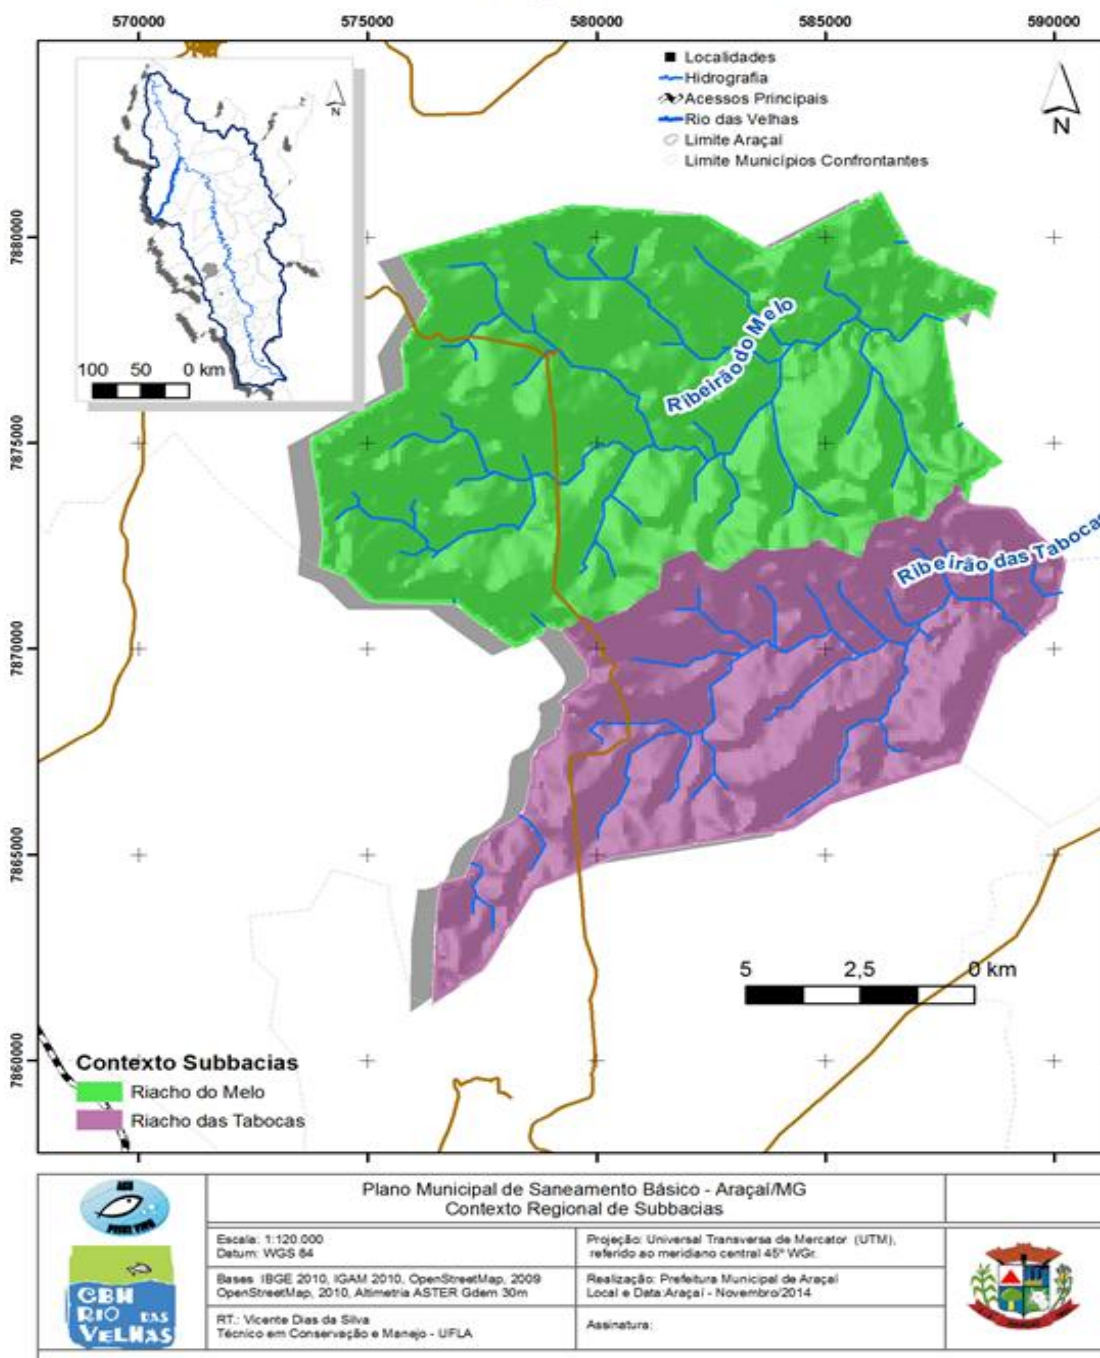 570000 575000 580000 585000 590000
Localidades
Hidrografia
Acessos Principais
Rio das Velhas
Limite Araçaí
Limite Municípios Confrontantes
N
N
100 50 0 km
7880000
7875000
7870000
7865000
7860000
Ribeirão do Melo
Ribeirão das Tabocas
5 2,5 0 km
Contexto Subbacias
Riacho do Melo
Riacho das Tabocas
Plano Municipal de Saneamento Básico - Araçaí/MG
Contexto Regional de Subbacias
Escala: 1:120.000
Datum: WGS 84
Projeção: Universal Transversa de Mercator (UTM),
referido ao meridiano central 45º WGr.
Bases IBGE 2010, IGAM 2010, OpenStreetMap, 2009
OpenStreetMap, 2010, Altimetria ASTER Gdem 30m
Realização: Prefeitura Municipal de Araçaí
Local e Data:Araçaí - Novembro/2014
RT.: Vicente Dias da Silva
Técnico em Conservação e Manejo - UFLA
Assinatura:
CBH
RIO DAS
VELHAS